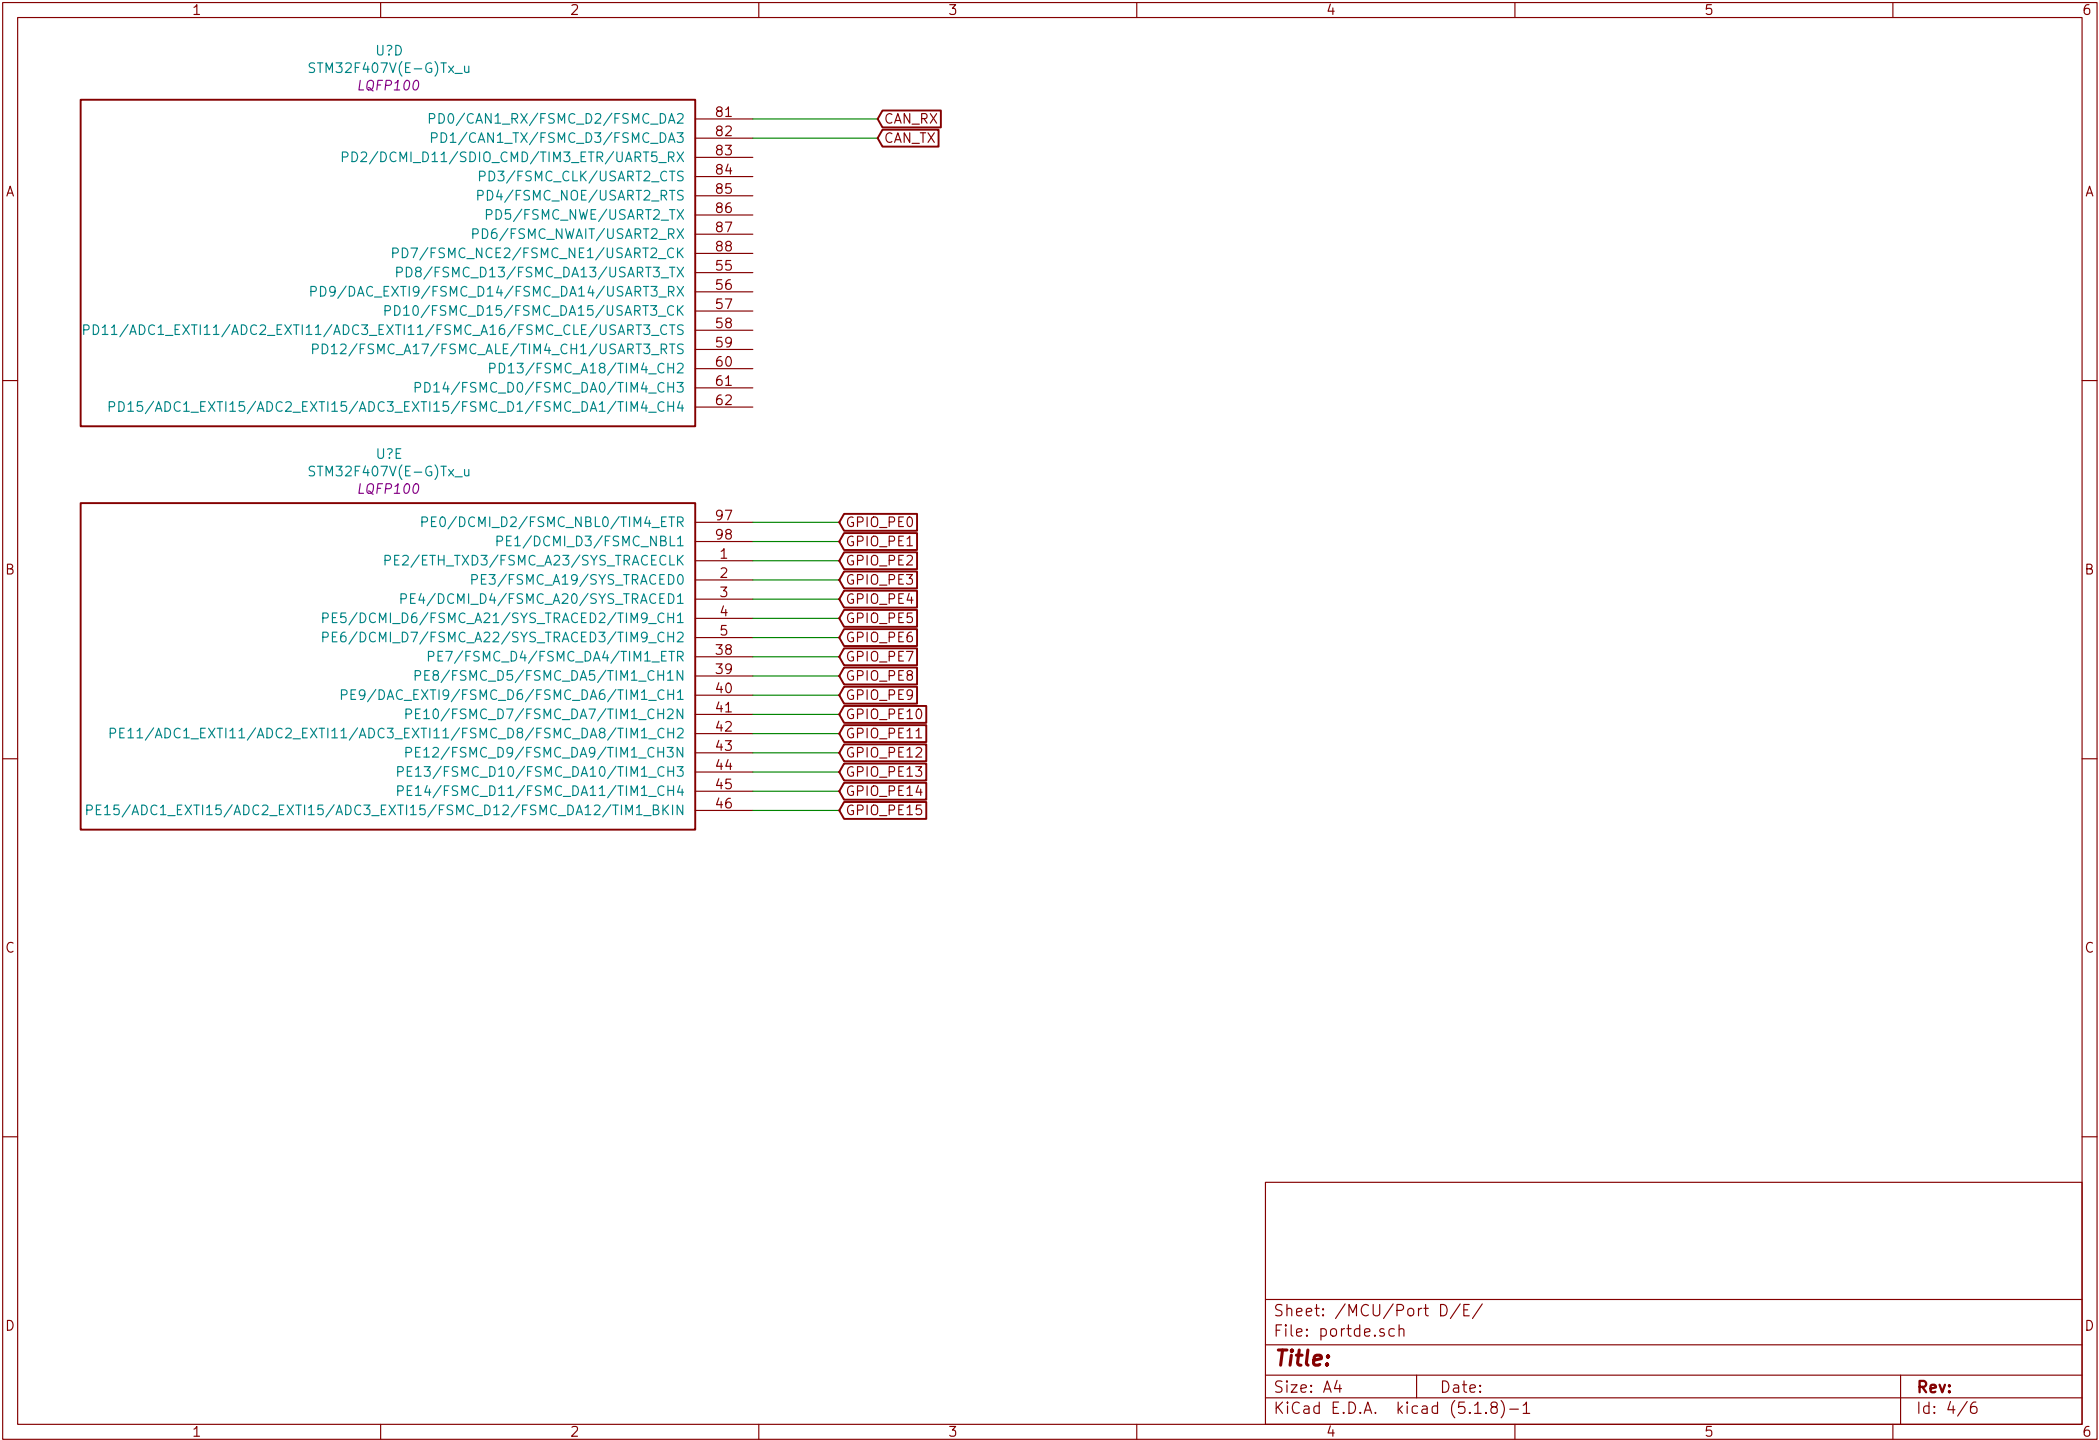 1 2 3 4 5 6
U?D
STM32F407V(E-G)Tx_u
LQFP100
PD0/CAN1_RX/FSMC_D2/FSMC_DA2 81 CAN_RX
PD1/CAN1_TX/FSMC_D3/FSMC_DA3 82 CAN_TX
PD2/DCMI_D11/SDIO_CMD/TIM3_ETR/UART5_RX 83
PD3/FSMC_CLK/USART2_CTS 84
A A
PD4/FSMC_NOE/USART2_RTS 85
PD5/FSMC_NWE/USART2_TX 86
PD6/FSMC_NWAIT/USART2_RX 87
PD7/FSMC_NCE2/FSMC_NE1/USART2_CK 88
PD8/FSMC_D13/FSMC_DA13/USART3_TX 55
PD9/DAC_EXTI9/FSMC_D14/FSMC_DA14/USART3_RX 56
PD10/FSMC_D15/FSMC_DA15/USART3_CK 57
PD11/ADC1_EXTI11/ADC2_EXTI11/ADC3_EXTI11/FSMC_A16/FSMC_CLE/USART3_CTS 58
PD12/FSMC_A17/FSMC_ALE/TIM4_CH1/USART3_RTS 59
PD13/FSMC_A18/TIM4_CH2 60
PD14/FSMC_D0/FSMC_DA0/TIM4_CH3 61
PD15/ADC1_EXTI15/ADC2_EXTI15/ADC3_EXTI15/FSMC_D1/FSMC_DA1/TIM4_CH4 62
U?E
STM32F407V(E-G)Tx_u
LQFP100
PE0/DCMI_D2/FSMC_NBL0/TIM4_ETR 97 GPIO_PE0
PE1/DCMI_D3/FSMC_NBL1 98 GPIO_PE1
PE2/ETH_TXD3/FSMC_A23/SYS_TRACECLK 1 GPIO_PE2
B B
PE3/FSMC_A19/SYS_TRACED0 2 GPIO_PE3
PE4/DCMI_D4/FSMC_A20/SYS_TRACED1 3 GPIO_PE4
PE5/DCMI_D6/FSMC_A21/SYS_TRACED2/TIM9_CH1 4 GPIO_PE5
PE6/DCMI_D7/FSMC_A22/SYS_TRACED3/TIM9_CH2 5 GPIO_PE6
PE7/FSMC_D4/FSMC_DA4/TIM1_ETR 38 GPIO_PE7
PE8/FSMC_D5/FSMC_DA5/TIM1_CH1N 39 GPIO_PE8
PE9/DAC_EXTI9/FSMC_D6/FSMC_DA6/TIM1_CH1 40 GPIO_PE9
PE10/FSMC_D7/FSMC_DA7/TIM1_CH2N 41 GPIO_PE10
PE11/ADC1_EXTI11/ADC2_EXTI11/ADC3_EXTI11/FSMC_D8/FSMC_DA8/TIM1_CH2 42 GPIO_PE11
PE12/FSMC_D9/FSMC_DA9/TIM1_CH3N 43 GPIO_PE12
PE13/FSMC_D10/FSMC_DA10/TIM1_CH3 44 GPIO_PE13
PE14/FSMC_D11/FSMC_DA11/TIM1_CH4 45 GPIO_PE14
PE15/ADC1_EXTI15/ADC2_EXTI15/ADC3_EXTI15/FSMC_D12/FSMC_DA12/TIM1_BKIN 46 GPIO_PE15
C C
Sheet: /MCU/Port D/E/
D D
File: portde.sch
Title:
Size: A4 Date: Rev:
KiCad E.D.A. kicad (5.1.8)-1 Id: 4/6
1 2 3 4 5 6